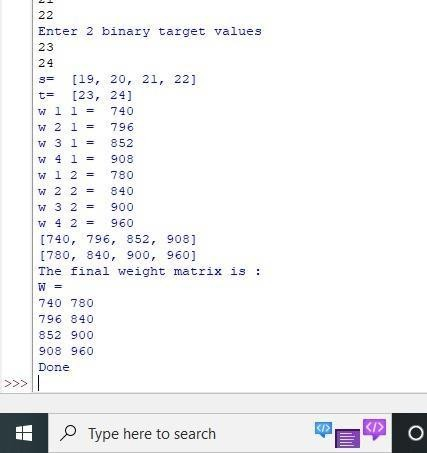 22
Enter 2 binary target values
23
24
s=  [19, 20, 21, 22]
t=  [23, 24]
w 1 1 =  740
w 2 1 =  796
w 3 1 =  852
w 4 1 =  908
w 1 2 =  780
w 2 2 =  840
w 3 2 =  900
w 4 2 =  960
[740, 796, 852, 908]
[780, 840, 900, 960]
The final weight matrix is :
W =
740 780
796 840
852 900
908 960
Done
>>>
Type here to search